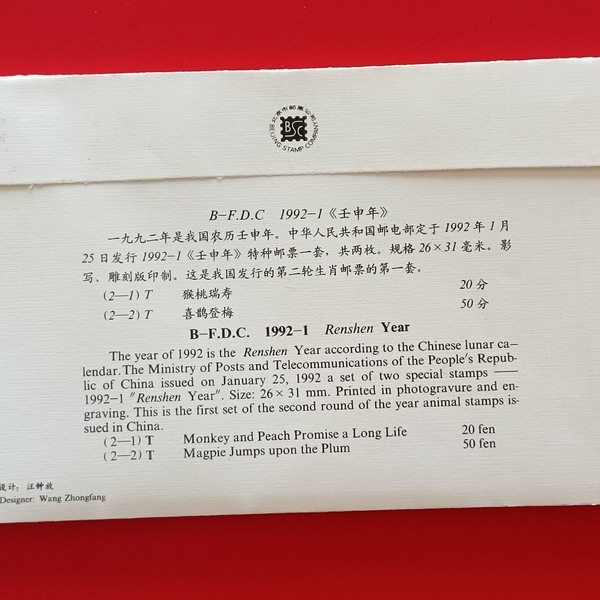 北京市邮票公司
BSC
BEIJING STAMP COMPANY
B-F.D.C 1992-1《壬申年》
一九九二年是我国农历壬申年。中华人民共和国邮电部定于1992年1月
25日发行1992-1《壬申年》特种邮票一套，共两枚。规格26×31毫米。影
写、雕刻版印制。这是我国发行的第二轮生肖邮票的第一套。
(2—1) T 猴桃瑞寿 20分
(2—2) T 喜鹊登梅 50分
B-F.D.C. 1992-1 Renshen Year
The year of 1992 is the Renshen Year according to the Chinese lunar ca-
lendar.The Ministry of Posts and Telecommunications of the People's Repub-
lic of China issued on January 25, 1992 a set of two special stamps ——
1992-1 "Renshen Year". Size: 26×31 mm. Printed in photogravure and en-
graving. This is the first set of the second round of the year animal stamps is-
sued in China.
(2—1) T Monkey and Peach Promise a Long Life 20 fen
(2—2) T Magpie Jumps upon the Plum 50 fen
设计：汪钟放
Designer: Wang Zhongfang